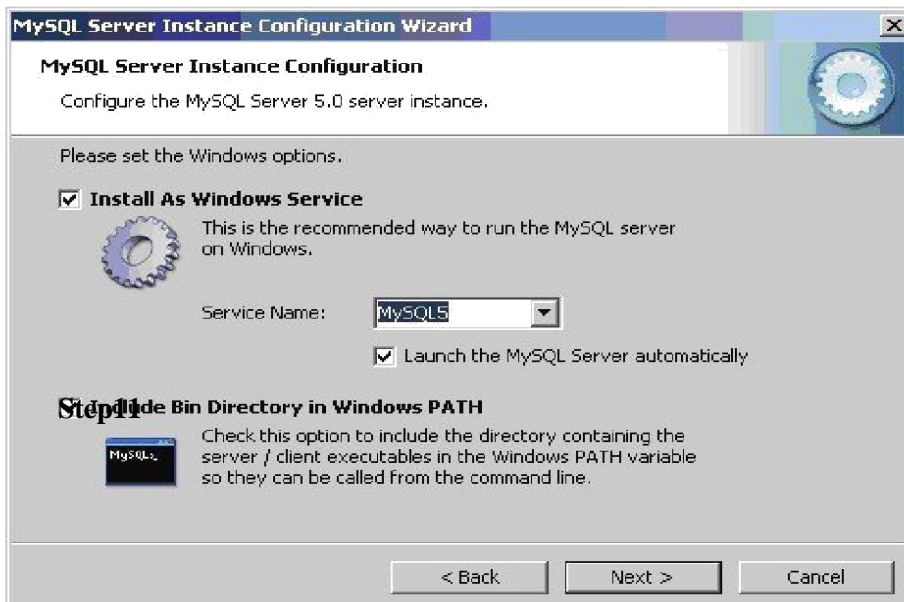 MySQL Server Instance Configuration Wizard
MySQL Server Instance Configuration
Configure the MySQL Server 5.0 server instance.
Please set the Windows options.
Install As Windows Service
This is the recommended way to run the MySQL server
on Windows.
Service Name: MySQL5
Launch the MySQL Server automatically
Step11
Include Bin Directory in Windows PATH
MySQL>_
Check this option to include the directory containing the
server / client executables in the Windows PATH variable
so they can be called from the command line.
< Back Next > Cancel